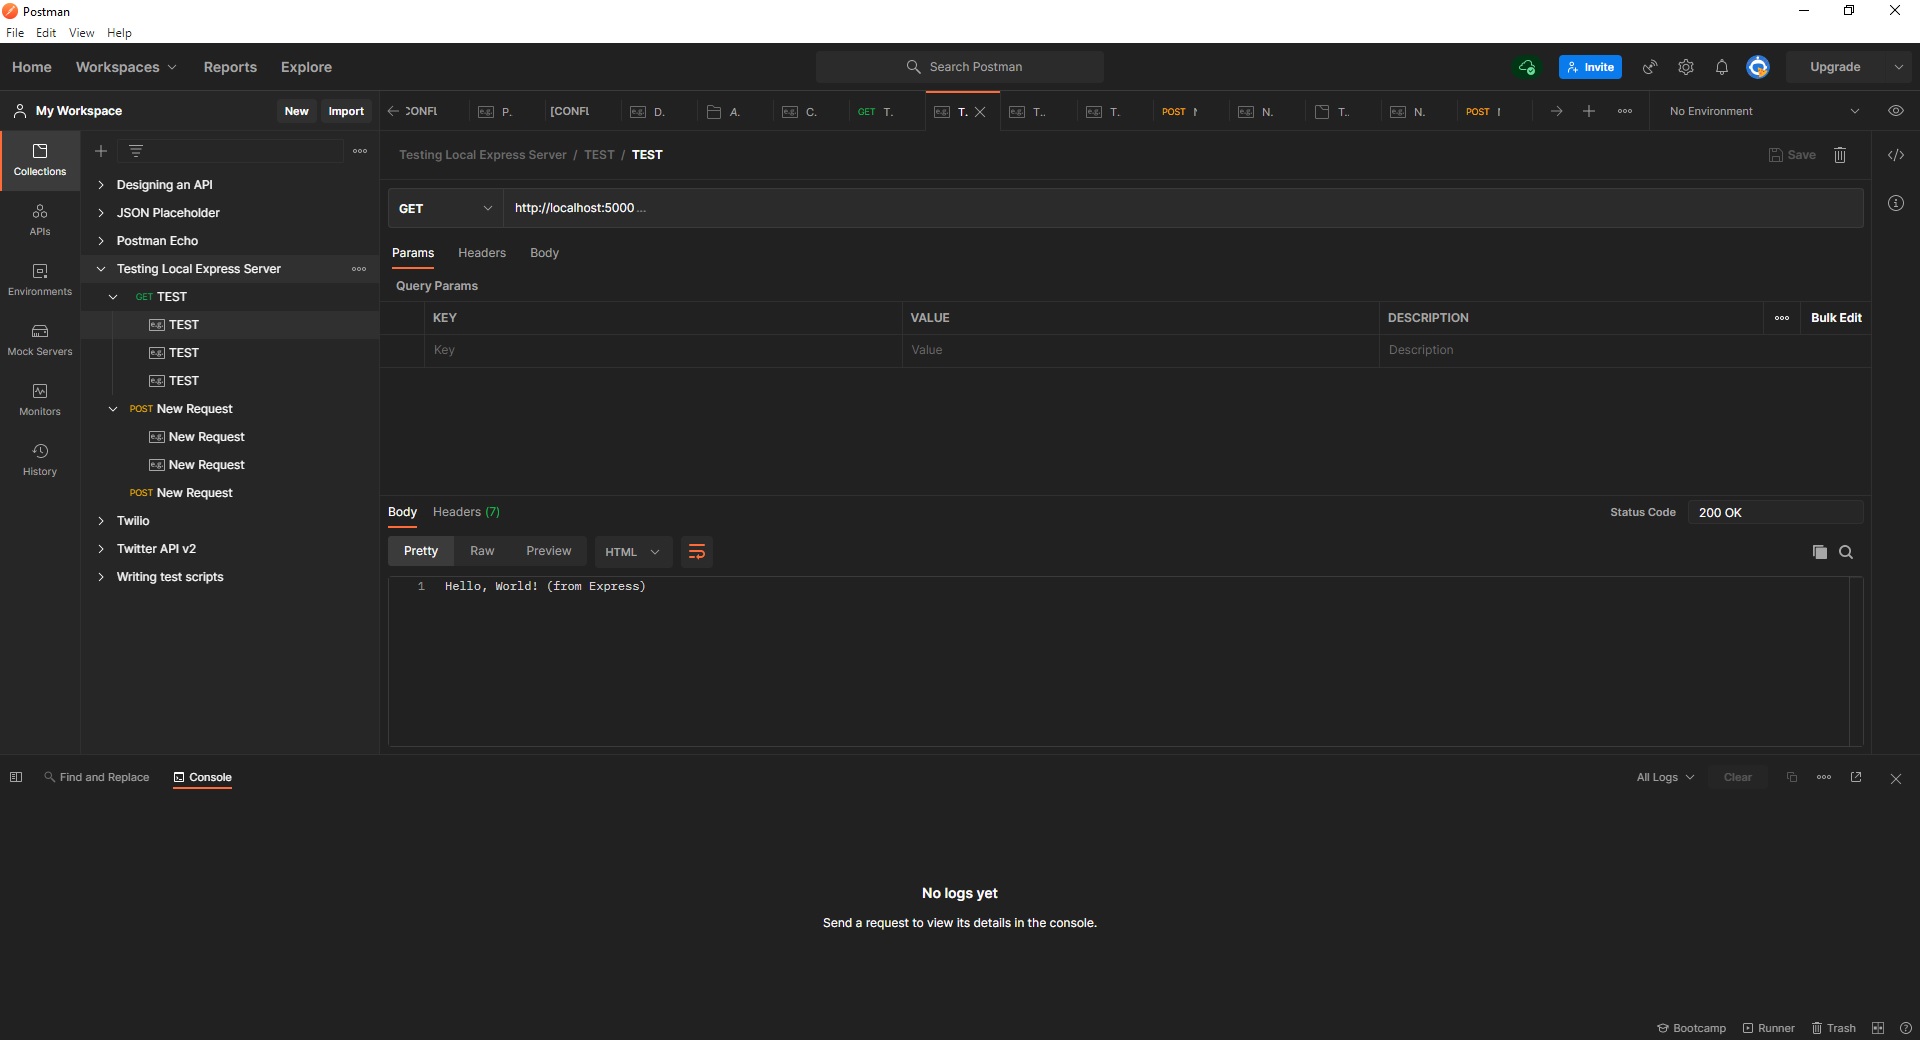 Postman
File Edit View Help
Home Workspaces Reports Explore Search Postman Invite Upgrade
My Workspace New Import
CONFL P. [CONFL D. A. C. GET T. T. T.. T. POST N. T.. N. POST No Environment
Collections
APIs
Environments
Mock Servers
Monitors
History
Designing an API
JSON Placeholder
Postman Echo
Testing Local Express Server
GET TEST
e.g. TEST
e.g. TEST
e.g. TEST
POST New Request
e.g. New Request
e.g. New Request
POST New Request
Twilio
Twitter API v2
Writing test scripts
Testing Local Express Server / TEST / TEST Save
GET http://localhost:5000 ...
Params Headers Body
Query Params
KEY VALUE DESCRIPTION Bulk Edit
Key Value Description
Body Headers (7) Status Code 200 OK
Pretty Raw Preview HTML
1 Hello, World! (from Express)
Find and Replace Console All Logs Clear
No logs yet
Send a request to view its details in the console.
Bootcamp Runner Trash